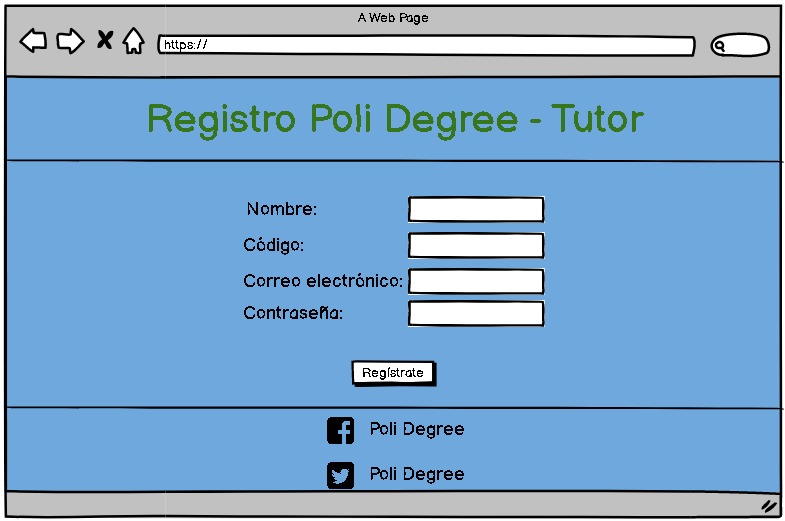 A Web Page
https://
Registro Poli Degree - Tutor
Nombre:
Código:
Correo electrónico:
Contraseña:
Regístrate
Poli Degree
Poli Degree